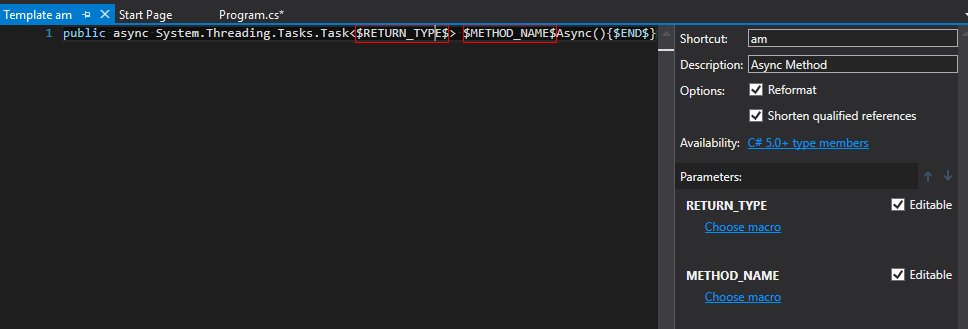 Template am Start Page Program.cs*
1 public async System.Threading.Tasks.Task<$RETURN_TYPE$> $METHOD_NAME$Async(){$END$}
Shortcut: am
Description: Async Method
Options: Reformat
Shorten qualified references
Availability: C# 5.0+ type members
Parameters:
RETURN_TYPE Editable
Choose macro
METHOD_NAME Editable
Choose macro